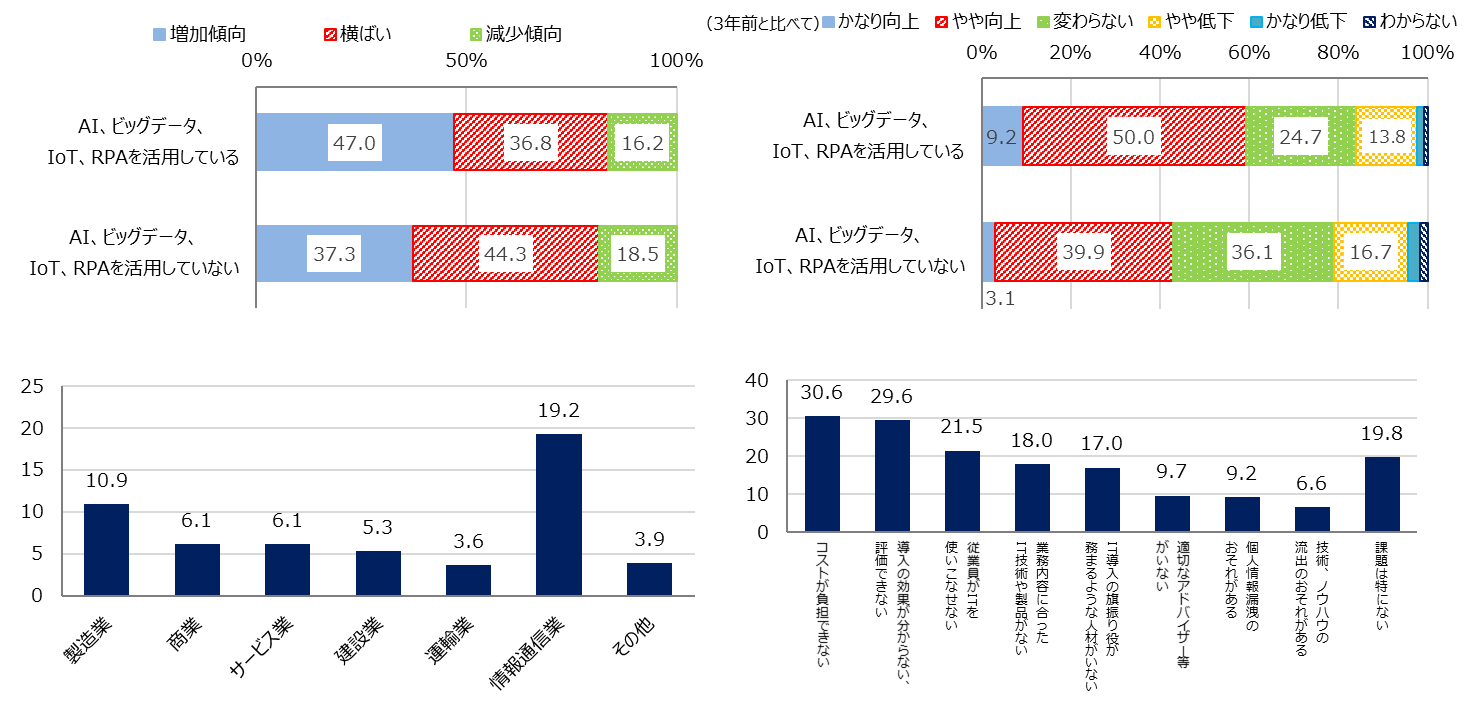 増加傾向 横ばい 減少傾向
0% 50% 100%
AI、ビッグデータ、
IoT、RPAを活用している
47.0 36.8 16.2
AI、ビッグデータ、
IoT、RPAを活用していない
37.3 44.3 18.5
(3年前と比べて) かなり向上 やや向上 変わらない やや低下 かなり低下 わからない
0% 20% 40% 60% 80% 100%
AI、ビッグデータ、
IoT、RPAを活用している
9.2 50.0 24.7 13.8
AI、ビッグデータ、
IoT、RPAを活用していない
39.9 36.1 16.7
3.1
25
20
15
10
5
0
10.9
6.1
6.1
5.3
3.6
19.2
3.9
製造業
商業
サービス業
建設業
運輸業
情報通信業
その他
40
30
20
10
0
30.6
29.6
21.5
18.0
17.0
9.7
9.2
6.6
19.8
コストが負担できない
導入の効果が分からない、
評価できない
従業員がITを
使いこなせない
業務内容に合った
IT技術や製品がない
IT導入の旗振り役が
務まるような人材がいない
適切なアドバイザー等
がいない
個人情報漏洩の
おそれがある
技術、ノウハウの
流出のおそれがある
課題は特にない